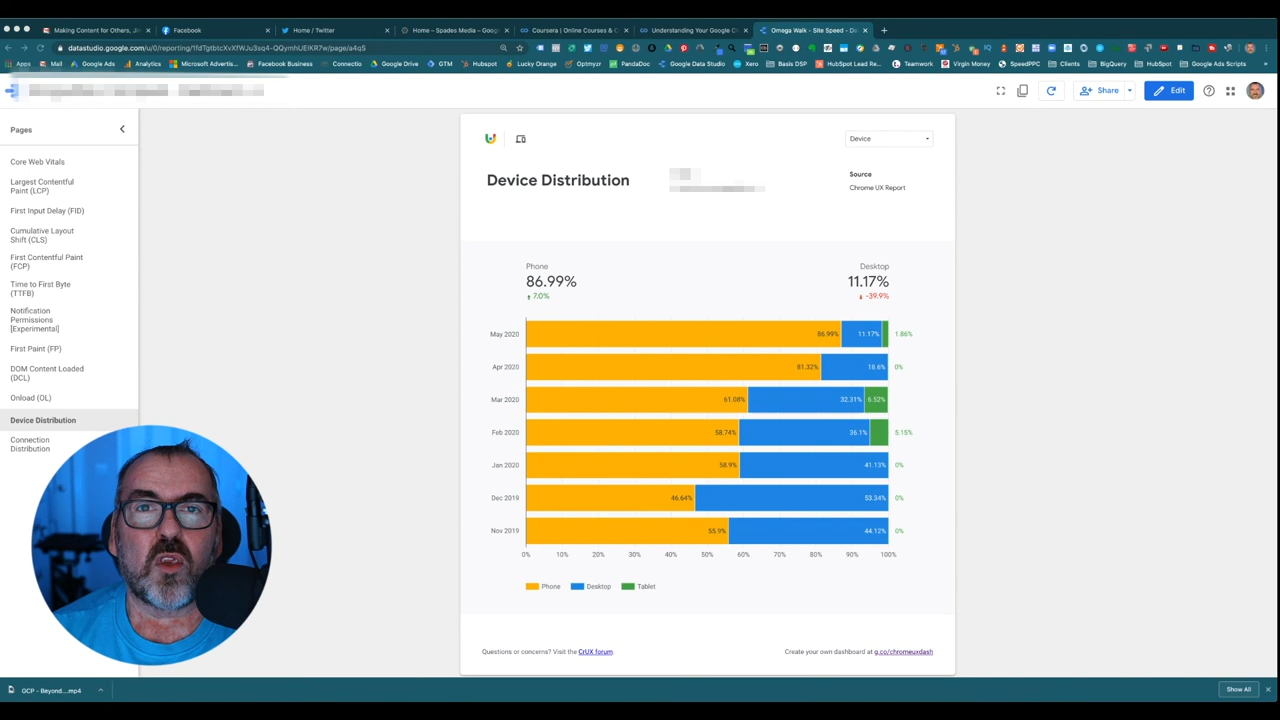 Making Content for Others, Ji
Facebook
Home / Twitter
Home – Spades Media – Goog
Coursera | Online Courses & C
Understanding Your Google Cl
Omega Walk - Site Speed - Da
datastudio.google.com/u/0/reporting/1fdTgtbtcXvXfWJu3sq4-QQymhUEIKR7w/page/a4qS
Apps
Mail
Google Ads
Analytics
Microsoft Advertis...
Facebook Business
Connectio
Google Drive
GTM
Hubspot
Lucky Orange
Optmyzr
PandaDoc
Google Data Studio
Xero
Basis DSP
HubSpot Lead Re...
Teamwork
Virgin Money
SpeedPPC
Clients
BigQuery
HubSpot
Google Ads Scripts
Share
Edit
Pages
Core Web Vitals
Largest Contentful
Paint (LCP)
First Input Delay (FID)
Cumulative Layout
Shift (CLS)
First Contentful Paint
(FCP)
Time to First Byte
(TTFB)
Notification
Permissions
[Experimental]
First Paint (FP)
DOM Content Loaded
(DCL)
Onload (OL)
Device Distribution
Connection
Distribution
Device
Device Distribution
Source
Chrome UX Report
Phone
86.99%
7.0%
Desktop
11.17%
-39.9%
May 2020 86.99% 11.17% 1.86%
Apr 2020 81.32% 18.6% 0%
Mar 2020 61.08% 32.31% 6.52%
Feb 2020 58.74% 36.1% 5.15%
Jan 2020 58.9% 41.13% 0%
Dec 2019 46.64% 53.34% 0%
Nov 2019 55.9% 44.12% 0%
0% 10% 20% 30% 40% 50% 60% 70% 80% 90% 100%
Phone Desktop Tablet
Questions or concerns? Visit the CrUX forum.
Create your own dashboard at g.co/chromeuxdash
GCP - Beyond....mp4
Show All